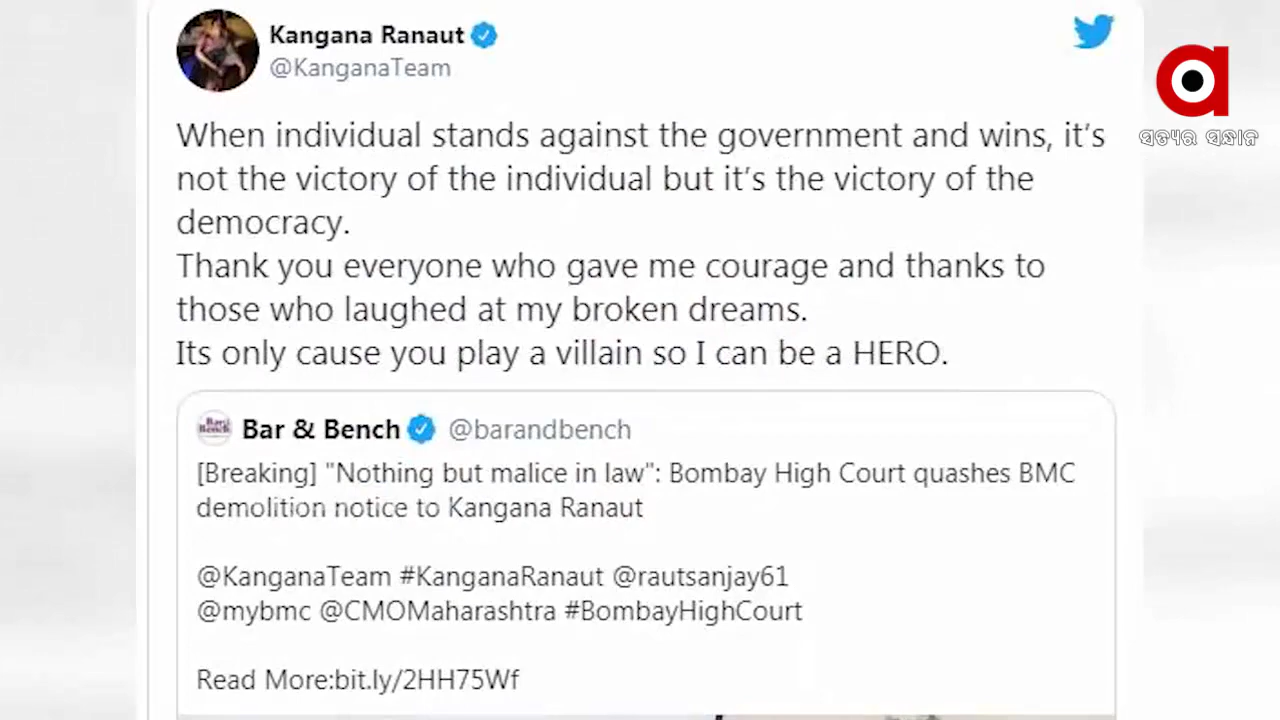 Kangana Ranaut
@KanganaTeam
When individual stands against the government and wins, it's
not the victory of the individual but it's the victory of the
democracy.
Thank you everyone who gave me courage and thanks to
those who laughed at my broken dreams.
Its only cause you play a villain so I can be a HERO.
ସତ୍ୟର ସନ୍ଧାନ
Bar & Bench @barandbench
[Breaking] "Nothing but malice in law": Bombay High Court quashes BMC
demolition notice to Kangana Ranaut
@KanganaTeam #KanganaRanaut @rautsanjay61
@mybmc @CMOMaharashtra #BombayHighCourt
Read More:bit.ly/2HH75Wf